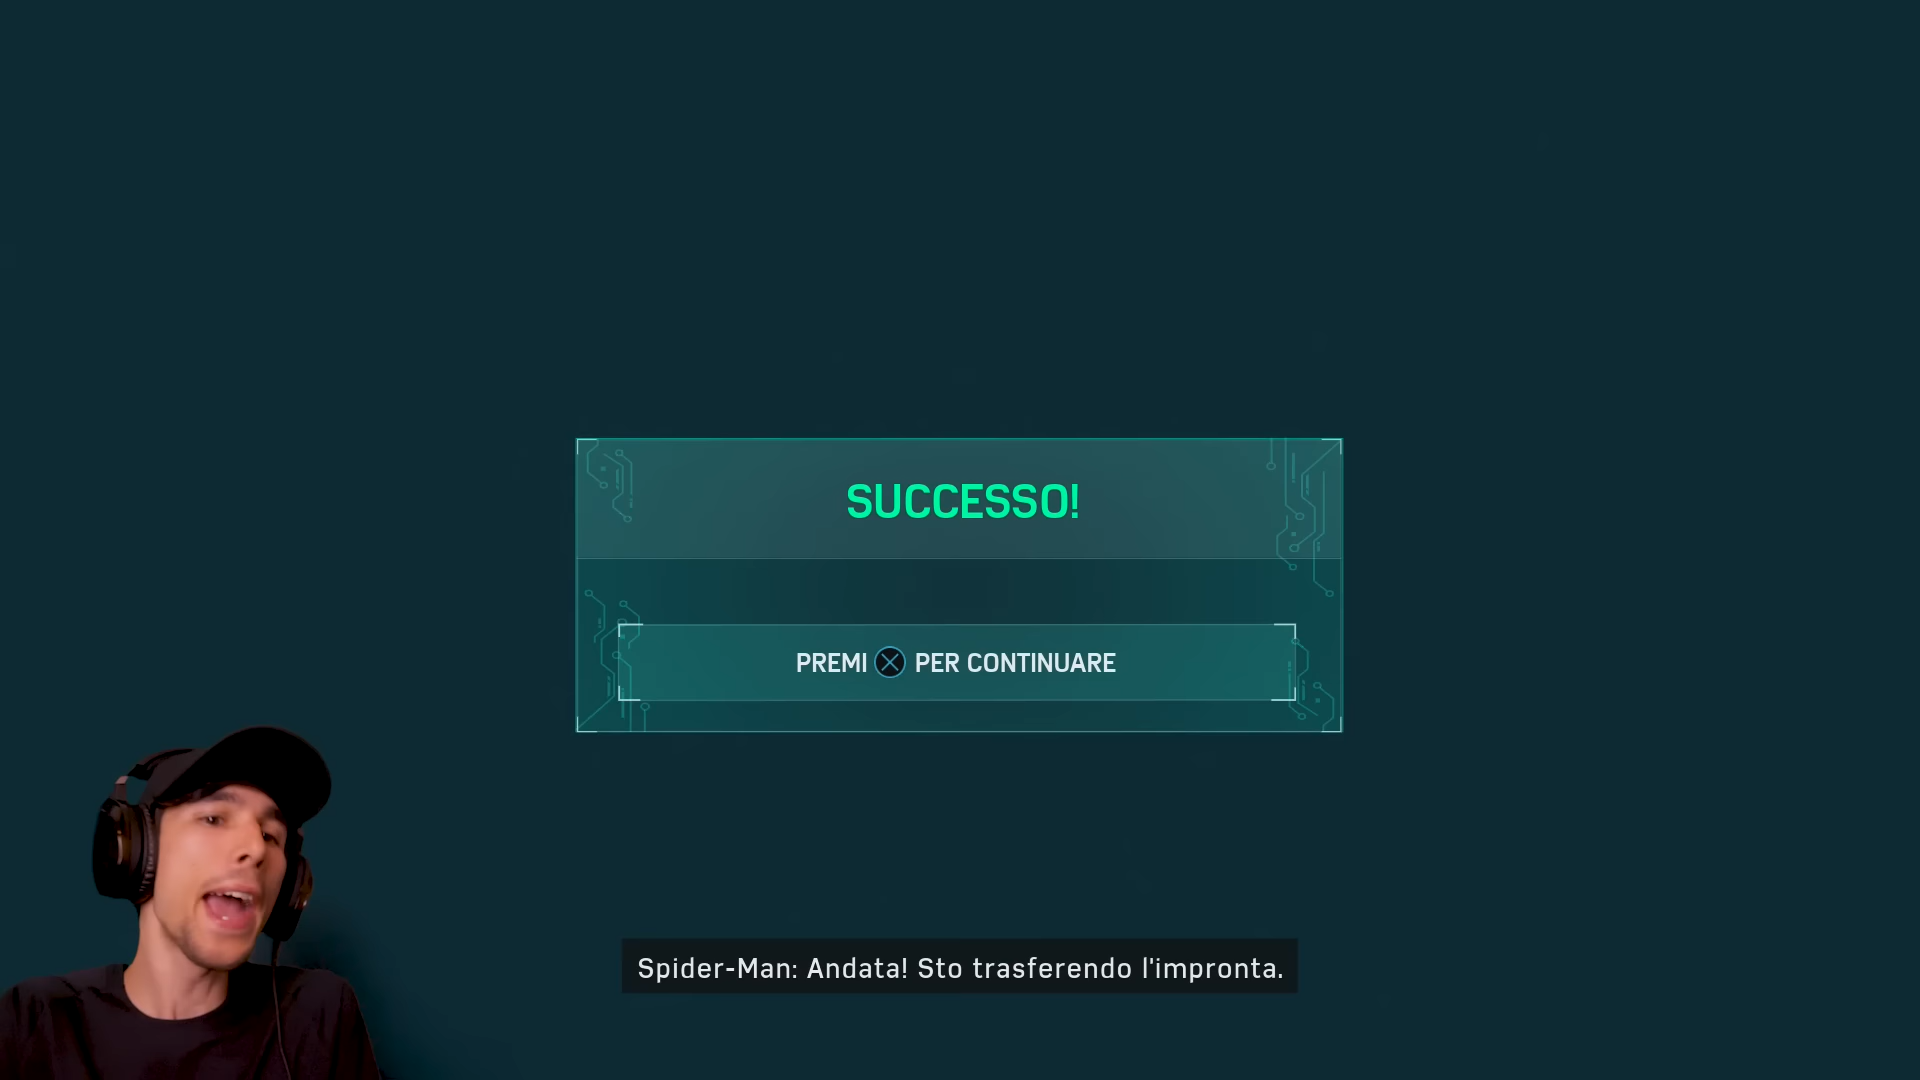 SUCCESSO!
PREMI PER CONTINUARE
Spider-Man: Andata! Sto trasferendo l'impronta.